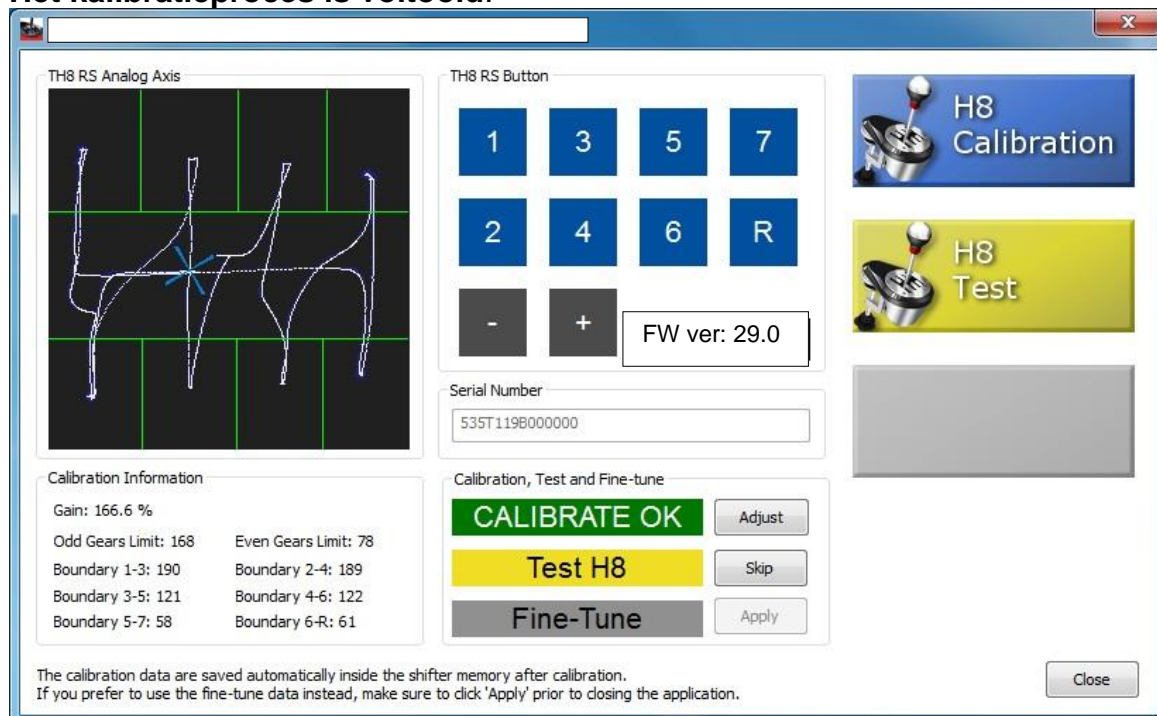 Het kalibratieproces is voltooid.
TH8 RS Analog Axis
TH8 RS Button
1 3 5 7
2 4 6 R
- +
FW ver: 29.0
Serial Number
535T119B000000
H8
Calibration
H8
Test
Calibration Information
Gain: 166.6 %
Odd Gears Limit: 168 Even Gears Limit: 78
Boundary 1-3: 190 Boundary 2-4: 189
Boundary 3-5: 121 Boundary 4-6: 122
Boundary 5-7: 58 Boundary 6-R: 61
Calibration, Test and Fine-tune
CALIBRATE OK Adjust
Test H8 Skip
Fine-Tune Apply
The calibration data are saved automatically inside the shifter memory after calibration.
If you prefer to use the fine-tune data instead, make sure to click 'Apply' prior to closing the application.
Close